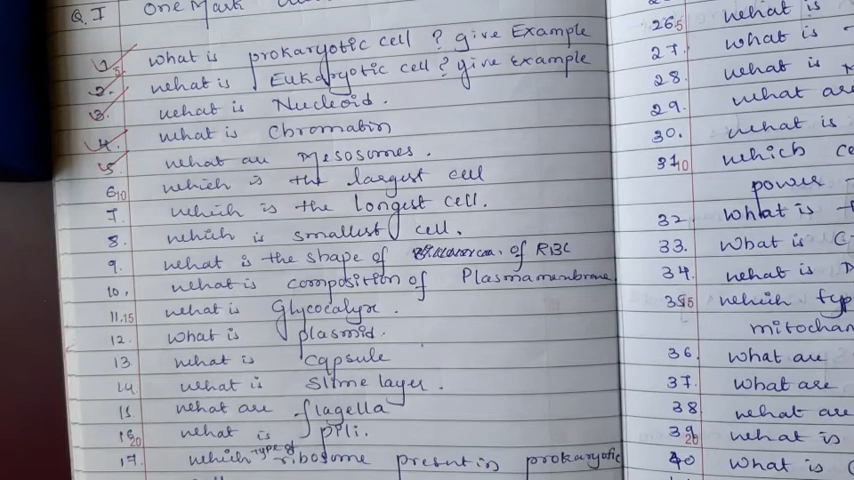 Q.I One Mark
1. what is prokaryotic cell ? give Example
2. what is Eukaryotic cell ? give Example
3. what is Nucleoid.
4. what is Chromatin
5. what are Mesosomes.
6. which is the largest cell
7. which is the longest cell.
8. which is smallest cell.
9. what is the shape of of RBC
10. what is composition of Plasmamembrane
11. what is Glycocalyx.
12. what is plasmid.
13 what is capsule
14. what is slime layer.
15 what are flagella
16 what is pili.
17. which type of ribosome present in prokaryotic
26. what is
27. what is
28. what is
29. what are
30. what is
31. which
power
32 what is
33. what is
34. what is
35 which typ
mitochon
36. what are
37. what are
38 what are
39 what is
40 what is